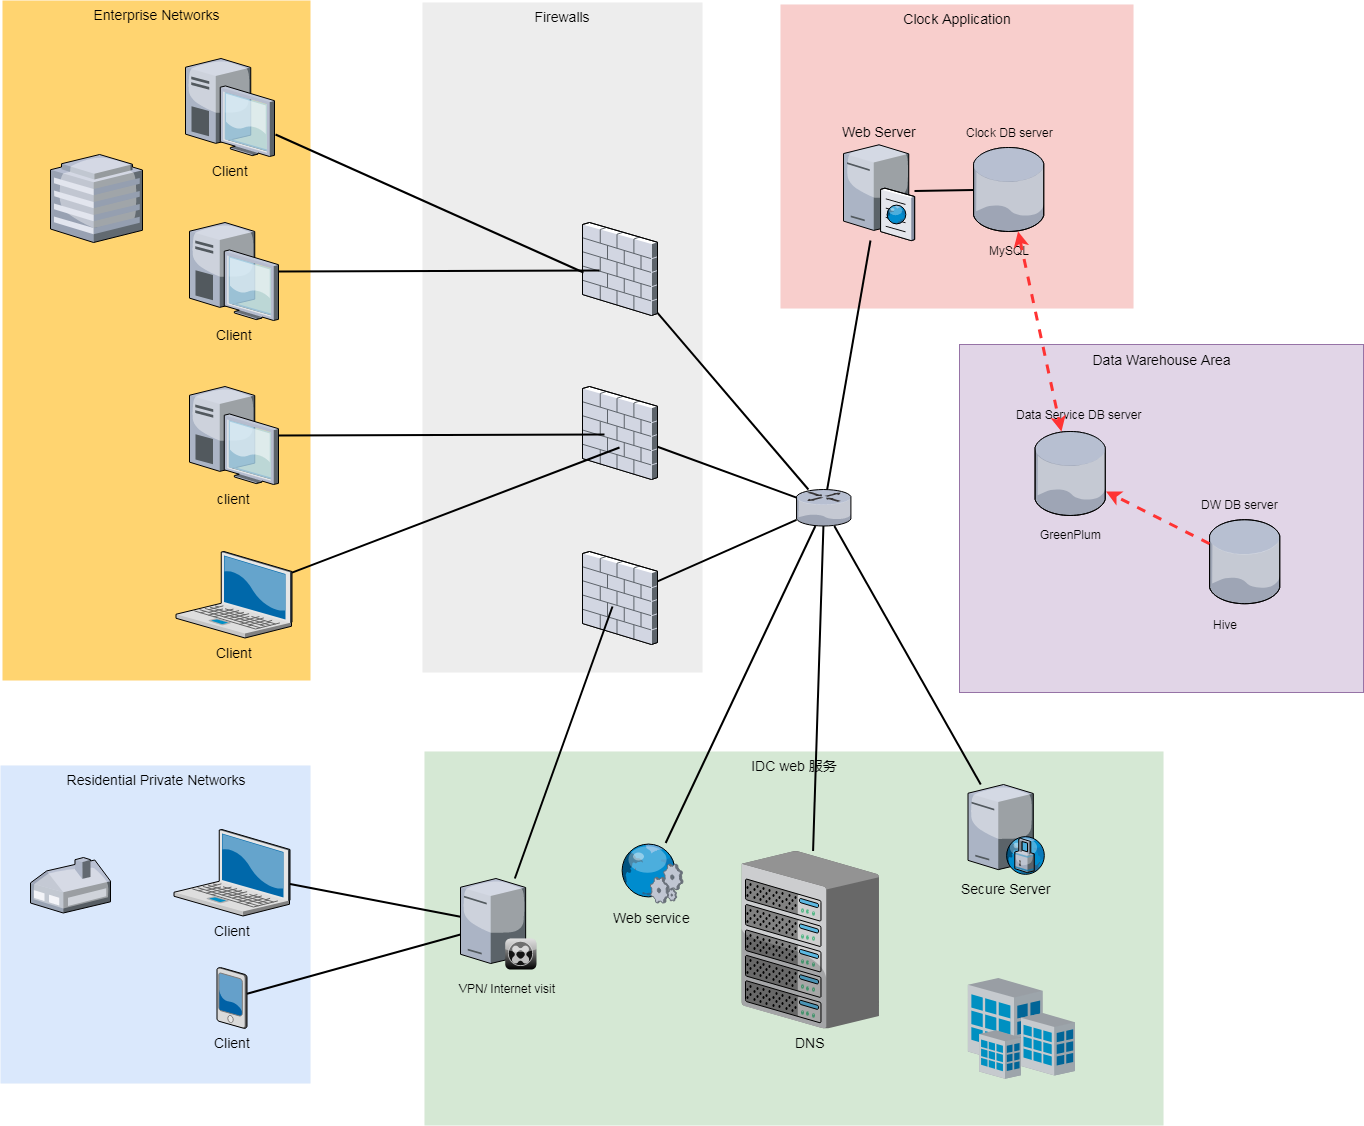 Enterprise Networks
Firewalls
Clock Application
Client
Web Server
Clock DB server
MySQL
Client
client
Client
Data Warehouse Area
Data Service DB server
GreenPlum
DW DB server
Hive
Residential Private Networks
Client
Client
IDC web 服务
VPN/ Internet visit
Web service
DNS
Secure Server